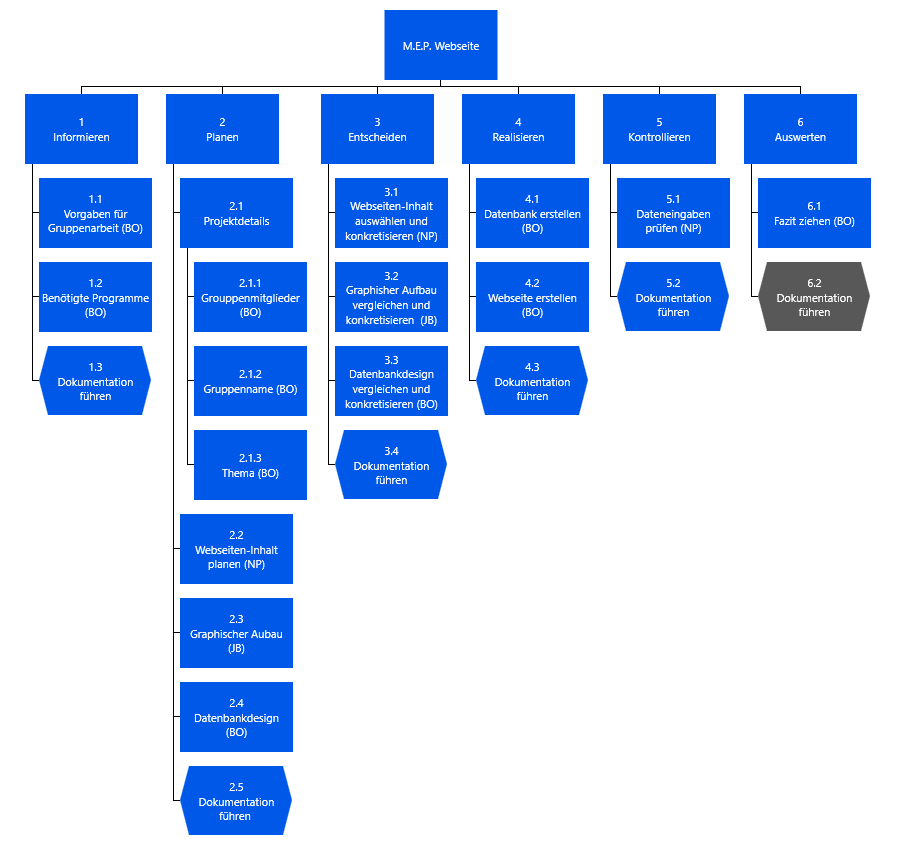 M.E.P. Webseite
1
Informieren
1.1
Vorgaben für
Gruppenarbeit (BO)
1.2
Benötigte Programme
(BO)
1.3
Dokumentation
führen
2
Planen
2.1
Projektdetails
2.1.1
Grouppenmitglieder
(BO)
2.1.2
Gruppenname (BO)
2.1.3
Thema (BO)
2.2
Webseiten-Inhalt
planen (NP)
2.3
Graphischer Aubau
(JB)
2.4
Datenbankdesign
(BO)
2.5
Dokumentation
führen
3
Entscheiden
3.1
Webseiten-Inhalt
auswählen und
konkretisieren (NP)
3.2
Graphisher Aufbau
vergleichen und
konkretisieren (JB)
3.3
Datenbankdesign
vergleichen und
konkretisieren (BO)
3.4
Dokumentation
führen
4
Realisieren
4.1
Datenbank erstellen
(BO)
4.2
Webseite erstellen
(BO)
4.3
Dokumentation
führen
5
Kontrollieren
5.1
Dateneingaben
prüfen (NP)
5.2
Dokumentation
führen
6
Auswerten
6.1
Fazit ziehen (BO)
6.2
Dokumentation
führen